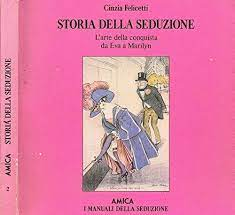 Cinzia Felicetti
STORIA DELLA SEDUZIONE
L'arte della conquista
da Eva a Marilyn
AMICA
I MANUALI DELLA SEDUZIONE
AMICA STORIA DELLA SEDUZIONE
2